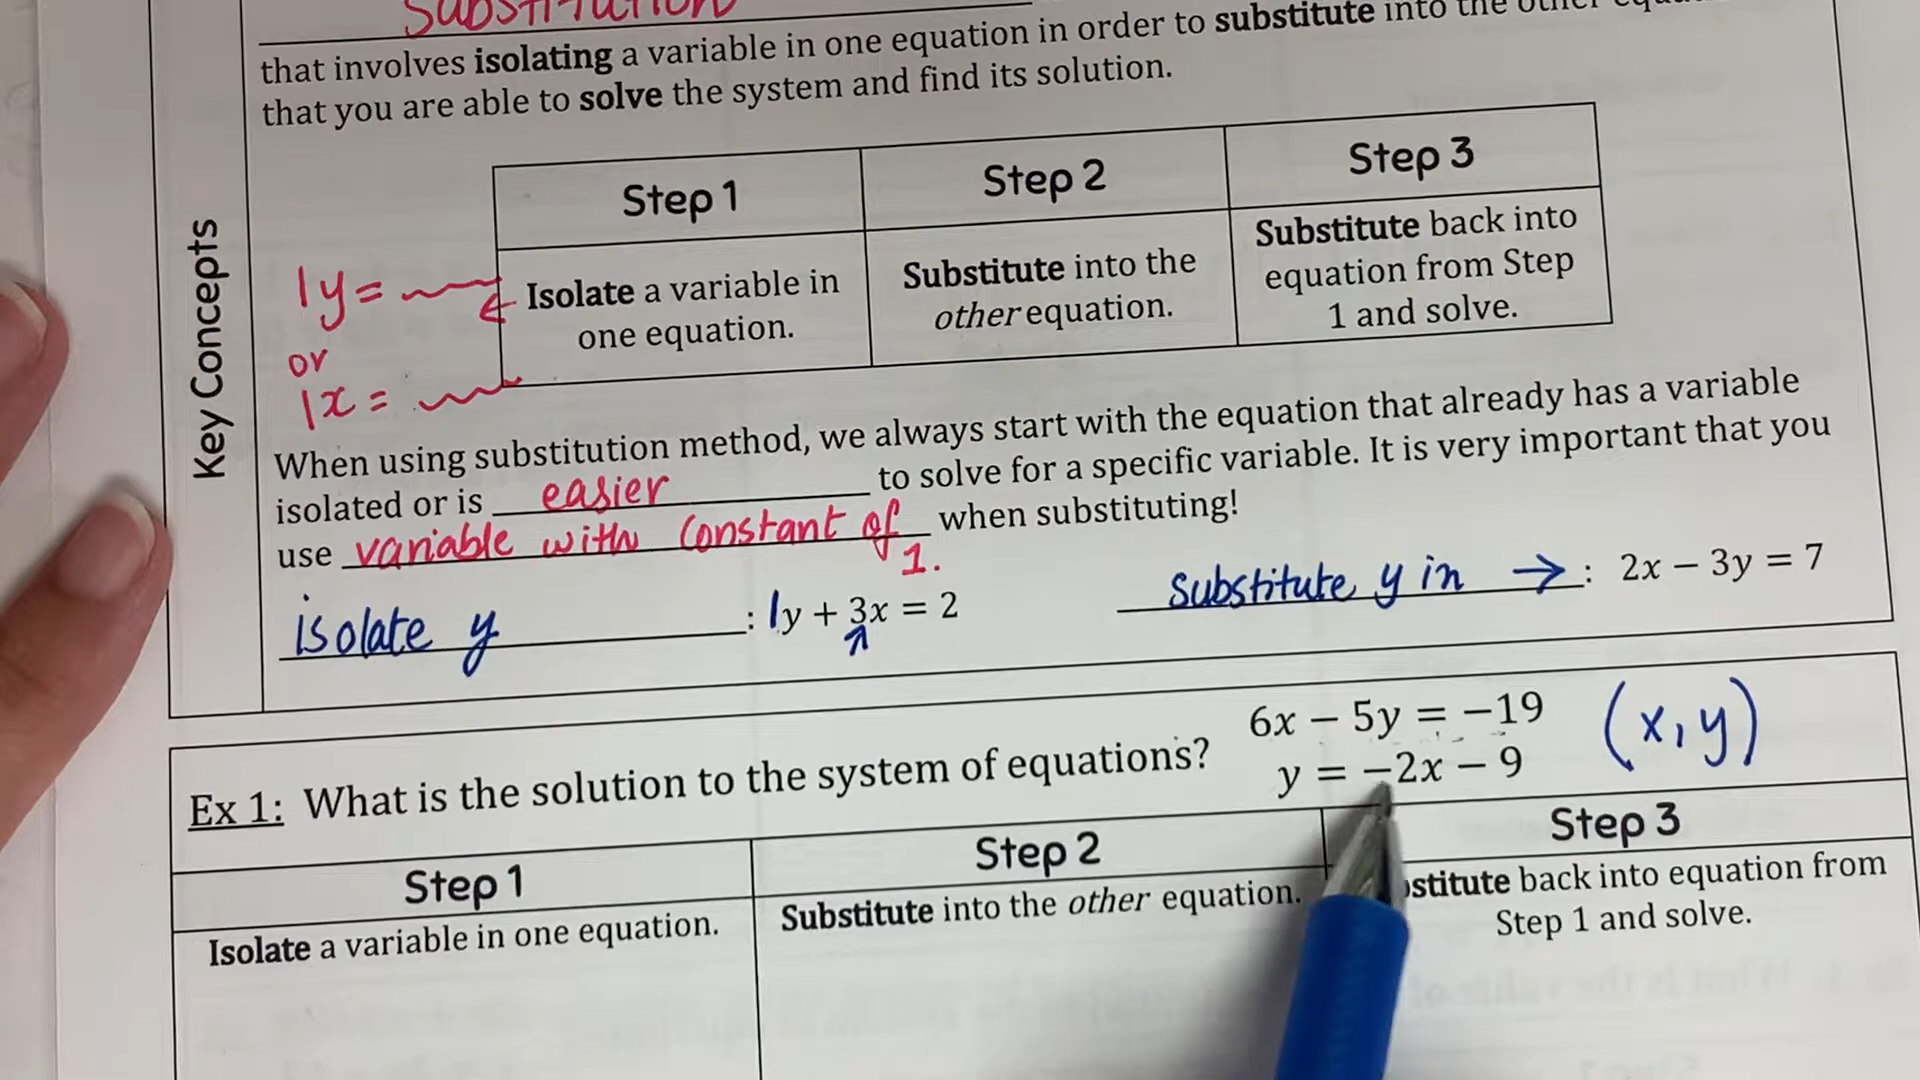 Substitution
that involves isolating a variable in one equation in order to substitute into the other
that you are able to solve the system and find its solution.
Key Concepts
Step 1 Step 2 Step 3
1y =
or
1x =
Isolate a variable in
one equation.
Substitute into the
other equation.
Substitute back into
equation from Step
1 and solve.
When using substitution method, we always start with the equation that already has a variable
isolated or is easier to solve for a specific variable. It is very important that you
use variable with constant of 1. when substituting!
isolate y : 1y + 3x = 2 substitute y in → : 2x − 3y = 7
Ex 1: What is the solution to the system of equations? 6x − 5y = −19
y = −2x − 9
(x, y)
Step 1 Step 2 Step 3
Isolate a variable in one equation.
Substitute into the other equation.
back into equation from
Step 1 and solve.